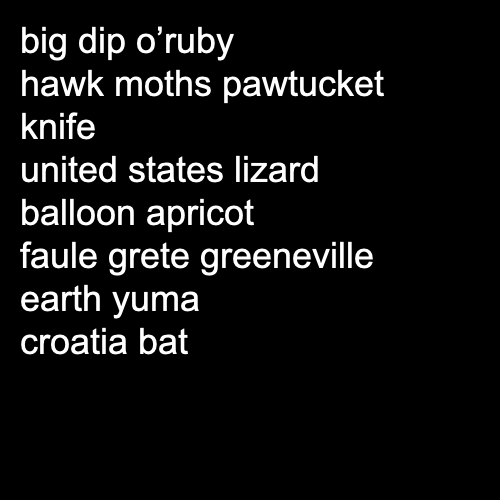 big dip o’ruby
hawk moths pawtucket
knife
united states lizard
balloon apricot
faule grete greeneville
earth yuma
croatia bat